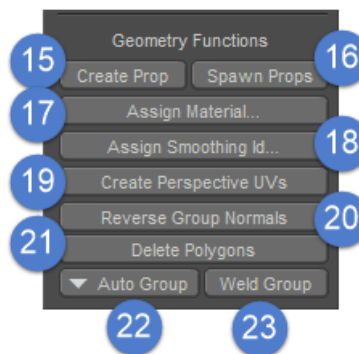 Geometry Functions
15 Create Prop Spawn Props 16
17 Assign Material...
Assign Smoothing Id... 18
19 Create Perspective UVs
Reverse Group Normals 20
21 Delete Polygons
Auto Group Weld Group
22 23